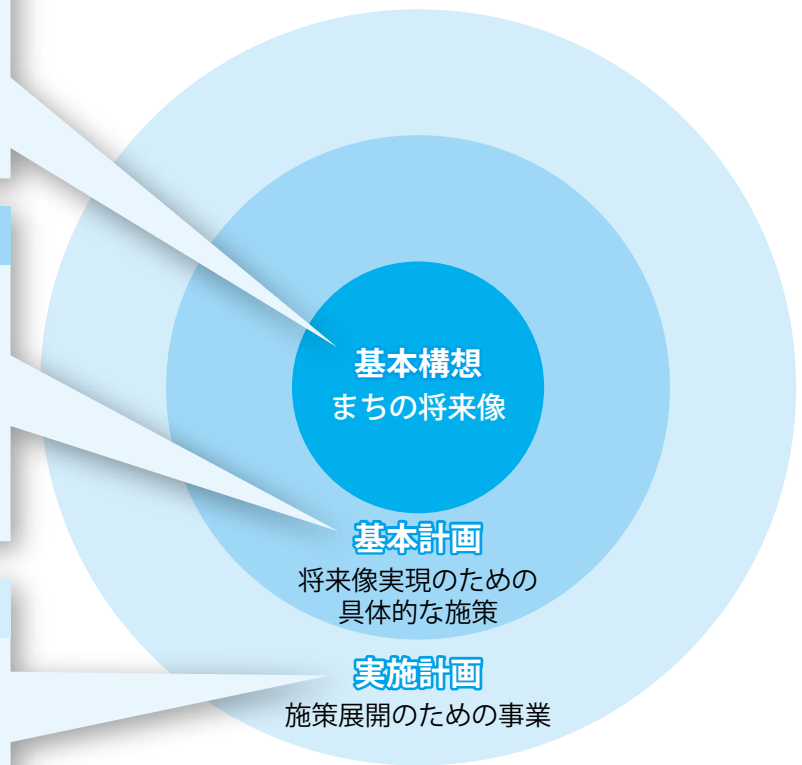 基本構想
まちの将来像
基本計画
将来像実現のための
具体的な施策
実施計画
施策展開のための事業